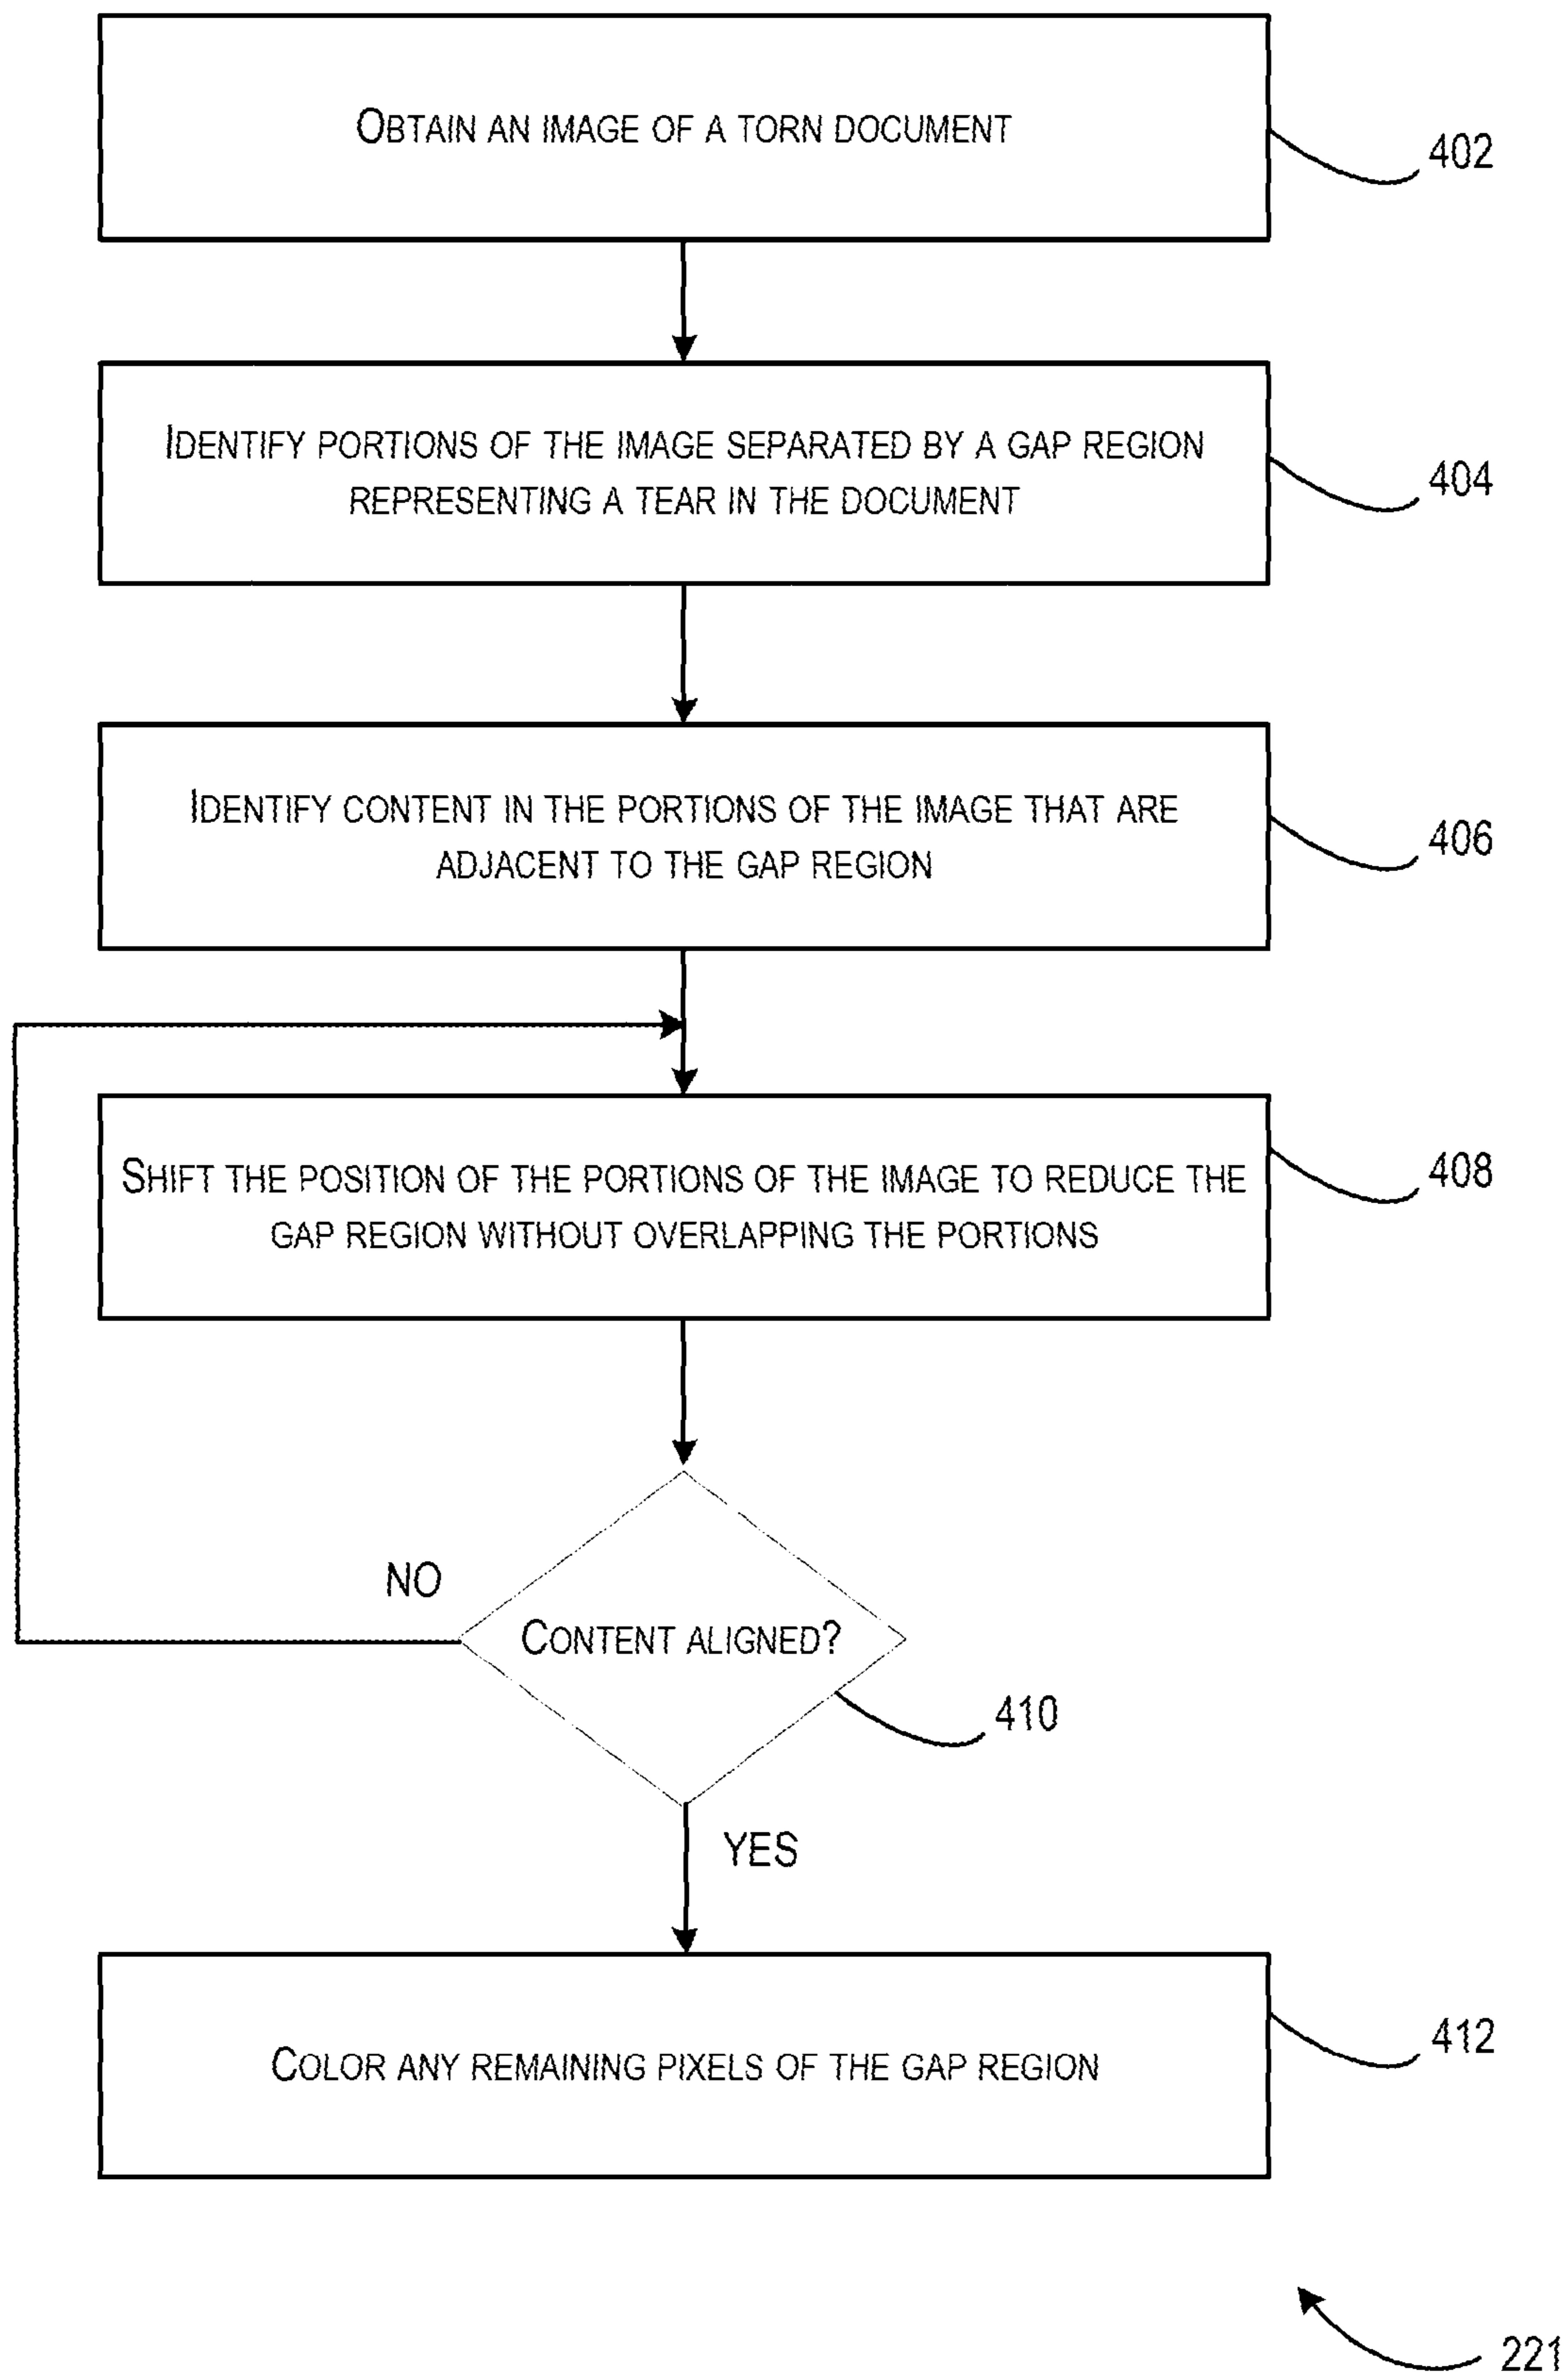 OBTAIN AN IMAGE OF A TORN DOCUMENT
402
IDENTIFY PORTIONS OF THE IMAGE SEPARATED BY A GAP REGION
REPRESENTING A TEAR IN THE DOCUMENT
404
IDENTIFY CONTENT IN THE PORTIONS OF THE IMAGE THAT ARE
ADJACENT TO THE GAP REGION
406
SHIFT THE POSITION OF THE PORTIONS OF THE IMAGE TO REDUCE THE
GAP REGION WITHOUT OVERLAPPING THE PORTIONS
408
NO
CONTENT ALIGNED?
410
YES
COLOR ANY REMAINING PIXELS OF THE GAP REGION
412
221